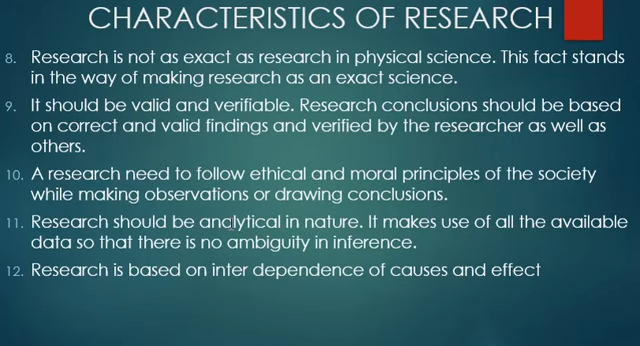 CHARACTERISTICS OF RESEARCH
8. Research is not as exact as research in physical science. This fact stands
in the way of making research as an exact science.
9. It should be valid and verifiable. Research conclusions should be based
on correct and valid findings and verified by the researcher as well as
others.
10. A research need to follow ethical and moral principles of the society
while making observations or drawing conclusions.
11. Research should be analytical in nature. It makes use of all the available
data so that there is no ambiguity in inference.
12. Research is based on inter dependence of causes and effect